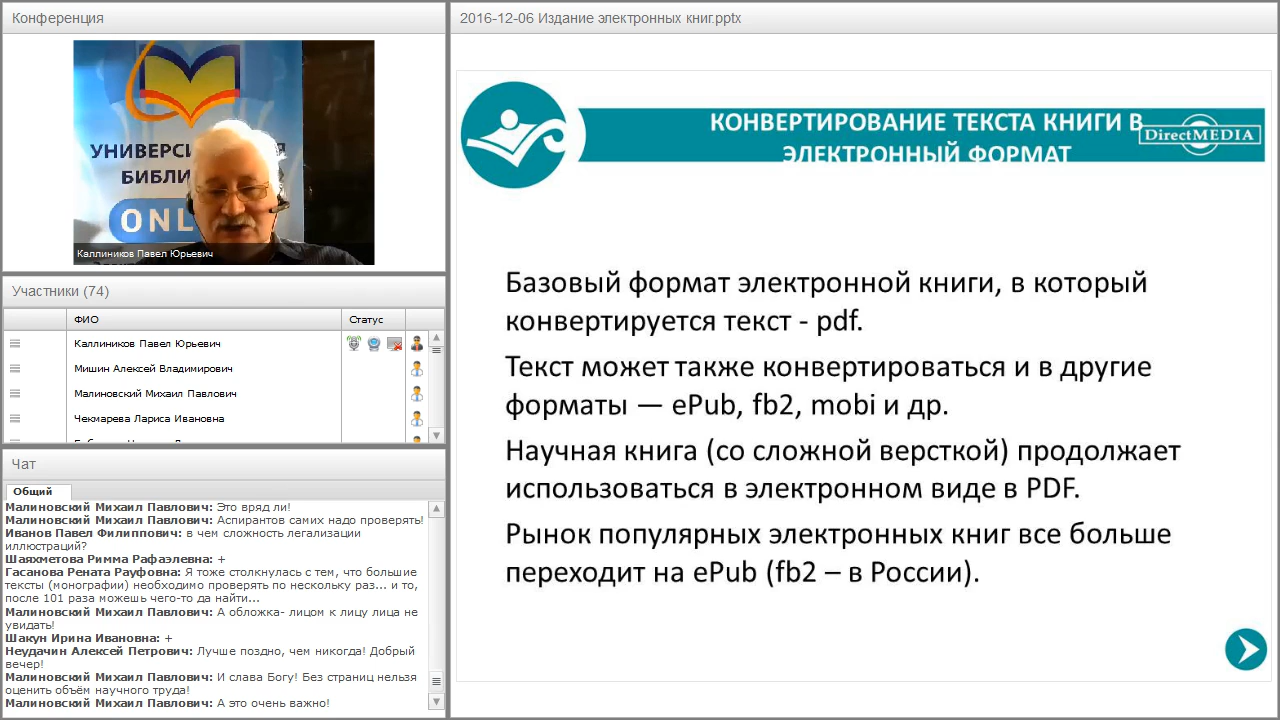 Конференция
УНИВЕРСИ
БИБЛИ
ONL
Каллиников Павел Юрьевич
Участники (74)
ФИО
Статус
Каллиников Павел Юрьевич
Мишин Алексей Владимирович
Малиновский Михаил Павлович
Чекмарева Лариса Ивановна
Чат
Общий
Малиновский Михаил Павлович: Это вряд ли!
Малиновский Михаил Павлович: Аспирантов самих надо проверять!
Иванов Павел Филиппович: в чем сложность легализации
иллюстраций?
Шаяхметова Римма Рафаэлевна: +
Гасанова Рената Рауфовна: Я тоже столкнулась с тем, что большие
тексты (монографии) необходимо проверять по нескольку раз... и то,
после 101 раза можешь чего-то да найти...
Малиновский Михаил Павлович: А обложка- лицом к лицу лица не
увидать!
Шакун Ирина Ивановна: +
Неудачин Алексей Петрович: Лучше поздно, чем никогда! Добрый
вечер!
Малиновский Михаил Павлович: И слава Богу! Без страниц нельзя
оценить объём научного труда!
Малиновский Михаил Павлович: А это очень важно!
2016-12-06 Издание электронных книг.pptx
КОНВЕРТИРОВАНИЕ ТЕКСТА КНИГИ В
ЭЛЕКТРОННЫЙ ФОРМАТ
DirectMEDIA
Базовый формат электронной книги, в который
конвертируется текст - pdf.
Текст может также конвертироваться и в другие
форматы — ePub, fb2, mobi и др.
Научная книга (со сложной версткой) продолжает
использоваться в электронном виде в PDF.
Рынок популярных электронных книг все больше
переходит на ePub (fb2 – в России).